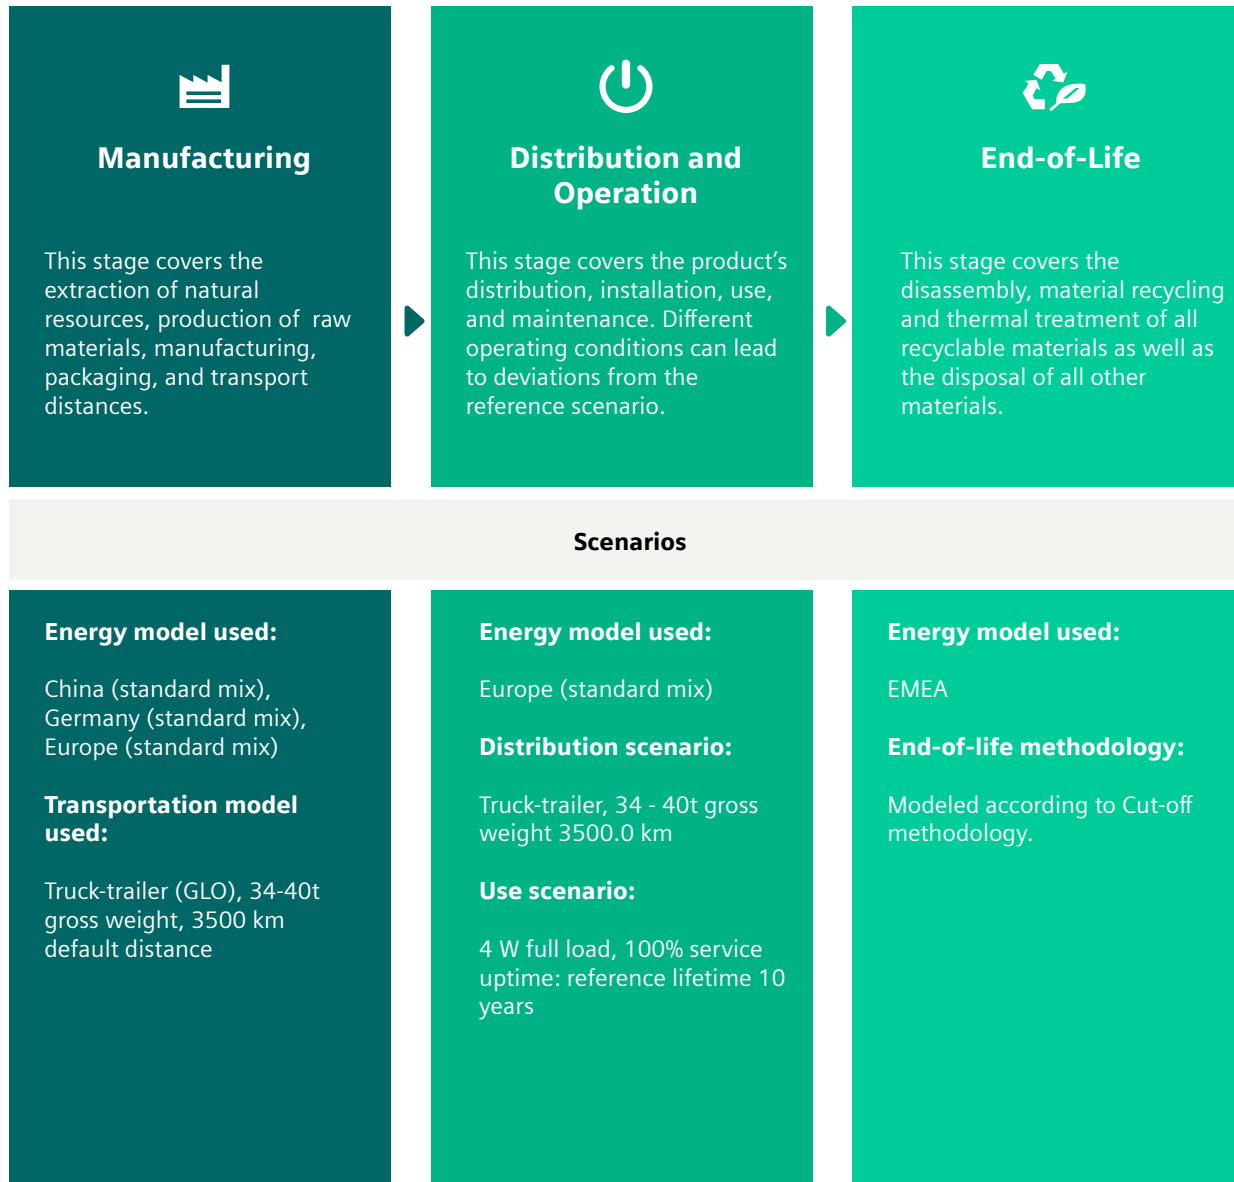 Manufacturing
This stage covers the
extraction of natural
resources, production of  raw
materials, manufacturing,
packaging, and transport
distances.
Distribution and
Operation
This stage covers the product’s
distribution, installation, use,
and maintenance. Different
operating conditions can lead
to deviations from the
reference scenario.
End-of-Life
This stage covers the
disassembly, material recycling
and thermal treatment of all
recyclable materials as well as
the disposal of all other
materials.
Scenarios
Energy model used:
China (standard mix),
Germany (standard mix),
Europe (standard mix)
Transportation model
used:
Truck-trailer (GLO), 34-40t
gross weight, 3500 km
default distance
Energy model used:
Europe (standard mix)
Distribution scenario:
Truck-trailer, 34 - 40t gross
weight 3500.0 km
Use scenario:
4 W full load, 100% service
uptime: reference lifetime 10
years
Energy model used:
EMEA
End-of-life methodology:
Modeled according to Cut-off
methodology.